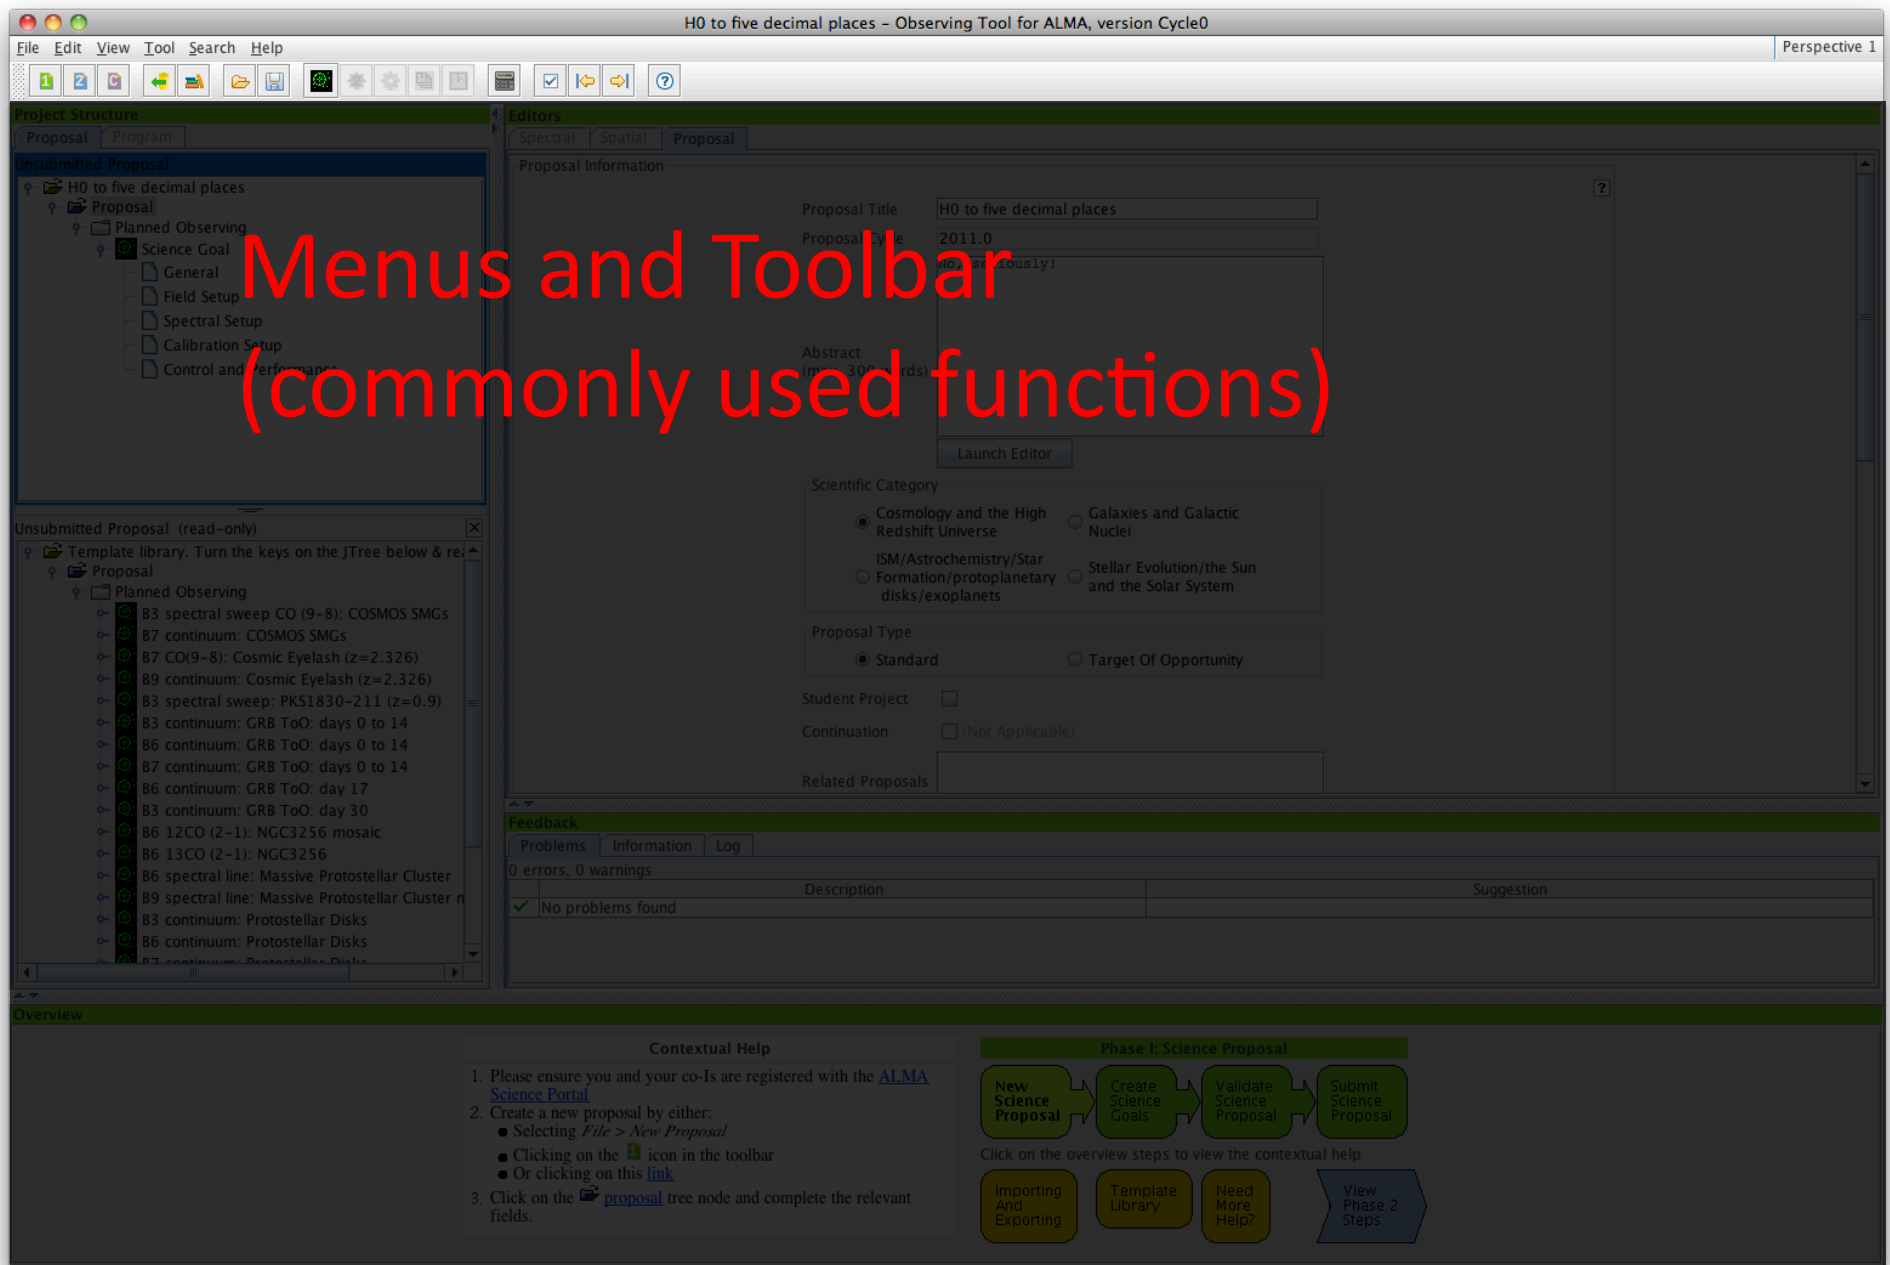 H0 to five decimal places – Observing Tool for ALMA, version Cycle0
File Edit View Tool Search Help
Perspective 1
Project Structure
Proposal Program
Unsubmitted Proposal
H0 to five decimal places
Proposal
Planned Observing
Science Goal
General
Field Setup
Spectral Setup
Calibration Setup
Control and Performance
Menus and Toolbar
(commonly used functions)
Unsubmitted Proposal (read-only)
Template library. Turn the keys on the JTree below &
Proposal
Planned Observing
B3 spectral sweep CO (9-8): COSMOS SMGs
B7 continuum: COSMOS SMGs
B7 CO(9-8): Cosmic Eyelash (z=2.326)
B9 continuum: Cosmic Eyelash (z=2.326)
B3 spectral sweep: PKS1830-211 (z=0.9)
B3 continuum: GRB ToO: days 0 to 14
B6 continuum: GRB ToO: days 0 to 14
B7 continuum: GRB ToO: days 0 to 14
B6 continuum: GRB ToO: day 17
B3 continuum: GRB ToO: day 30
B6 12CO (2-1): NGC3256 mosaic
B6 13CO (2-1): NGC3256
B6 spectral line: Massive Protostellar Cluster
B9 spectral line: Massive Protostellar Cluster
B3 continuum: Protostellar Disks
B6 continuum: Protostellar Disks
B7 continuum: Protostellar Disks
Editors
Spectral Spatial Proposal
Proposal Information
?
Proposal Title H0 to five decimal places
Proposal Cycle 2011.0
No, seriously!
Abstract
(max. 300 words)
Launch Editor
Scientific Category
Cosmology and the High
Redshift Universe
Galaxies and Galactic
Nuclei
ISM/Astrochemistry/Star
Formation/protoplanetary
disks/exoplanets
Stellar Evolution/the Sun
and the Solar System
Proposal Type
Standard Target Of Opportunity
Student Project
Continuation (Not Applicable)
Related Proposals
Feedback
Problems Information Log
0 errors, 0 warnings
Description Suggestion
No problems found
Overview
Contextual Help
1. Please ensure you and your co-Is are registered with the ALMA
Science Portal
2. Create a new proposal by either:
● Selecting File > New Proposal
● Clicking on the 1 icon in the toolbar
● Or clicking on this link
3. Click on the proposal tree node and complete the relevant
fields.
Phase I: Science Proposal
New
Science
Proposal
Create
Science
Goals
Validate
Science
Proposal
Submit
Science
Proposal
Click on the overview steps to view the contextual help
Importing
And
Exporting
Template
Library
Need
More
Help?
View
Phase 2
Steps